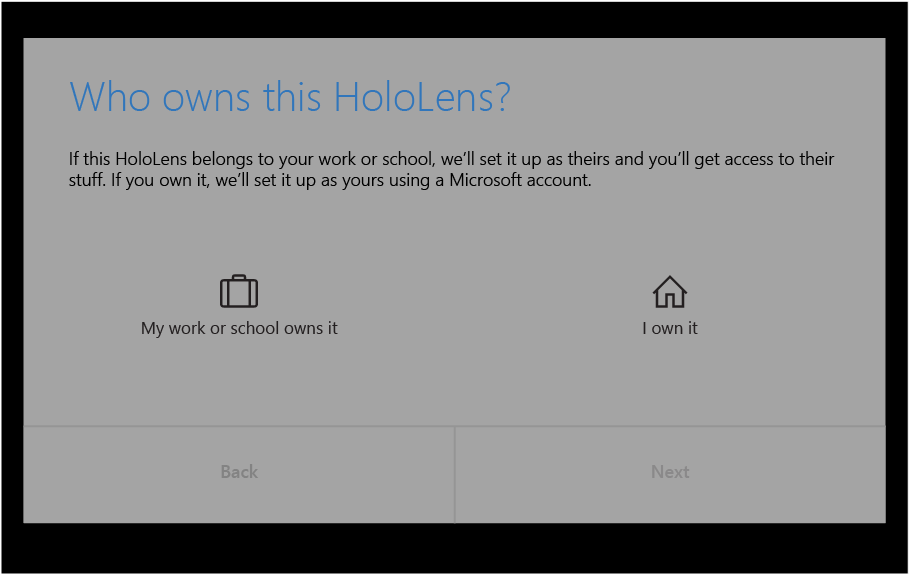 Who owns this HoloLens?
If this HoloLens belongs to your work or school, we’ll set it up as theirs and you’ll get access to their
stuff. If you own it, we’ll set it up as yours using a Microsoft account.
My work or school owns it
I own it
Back
Next